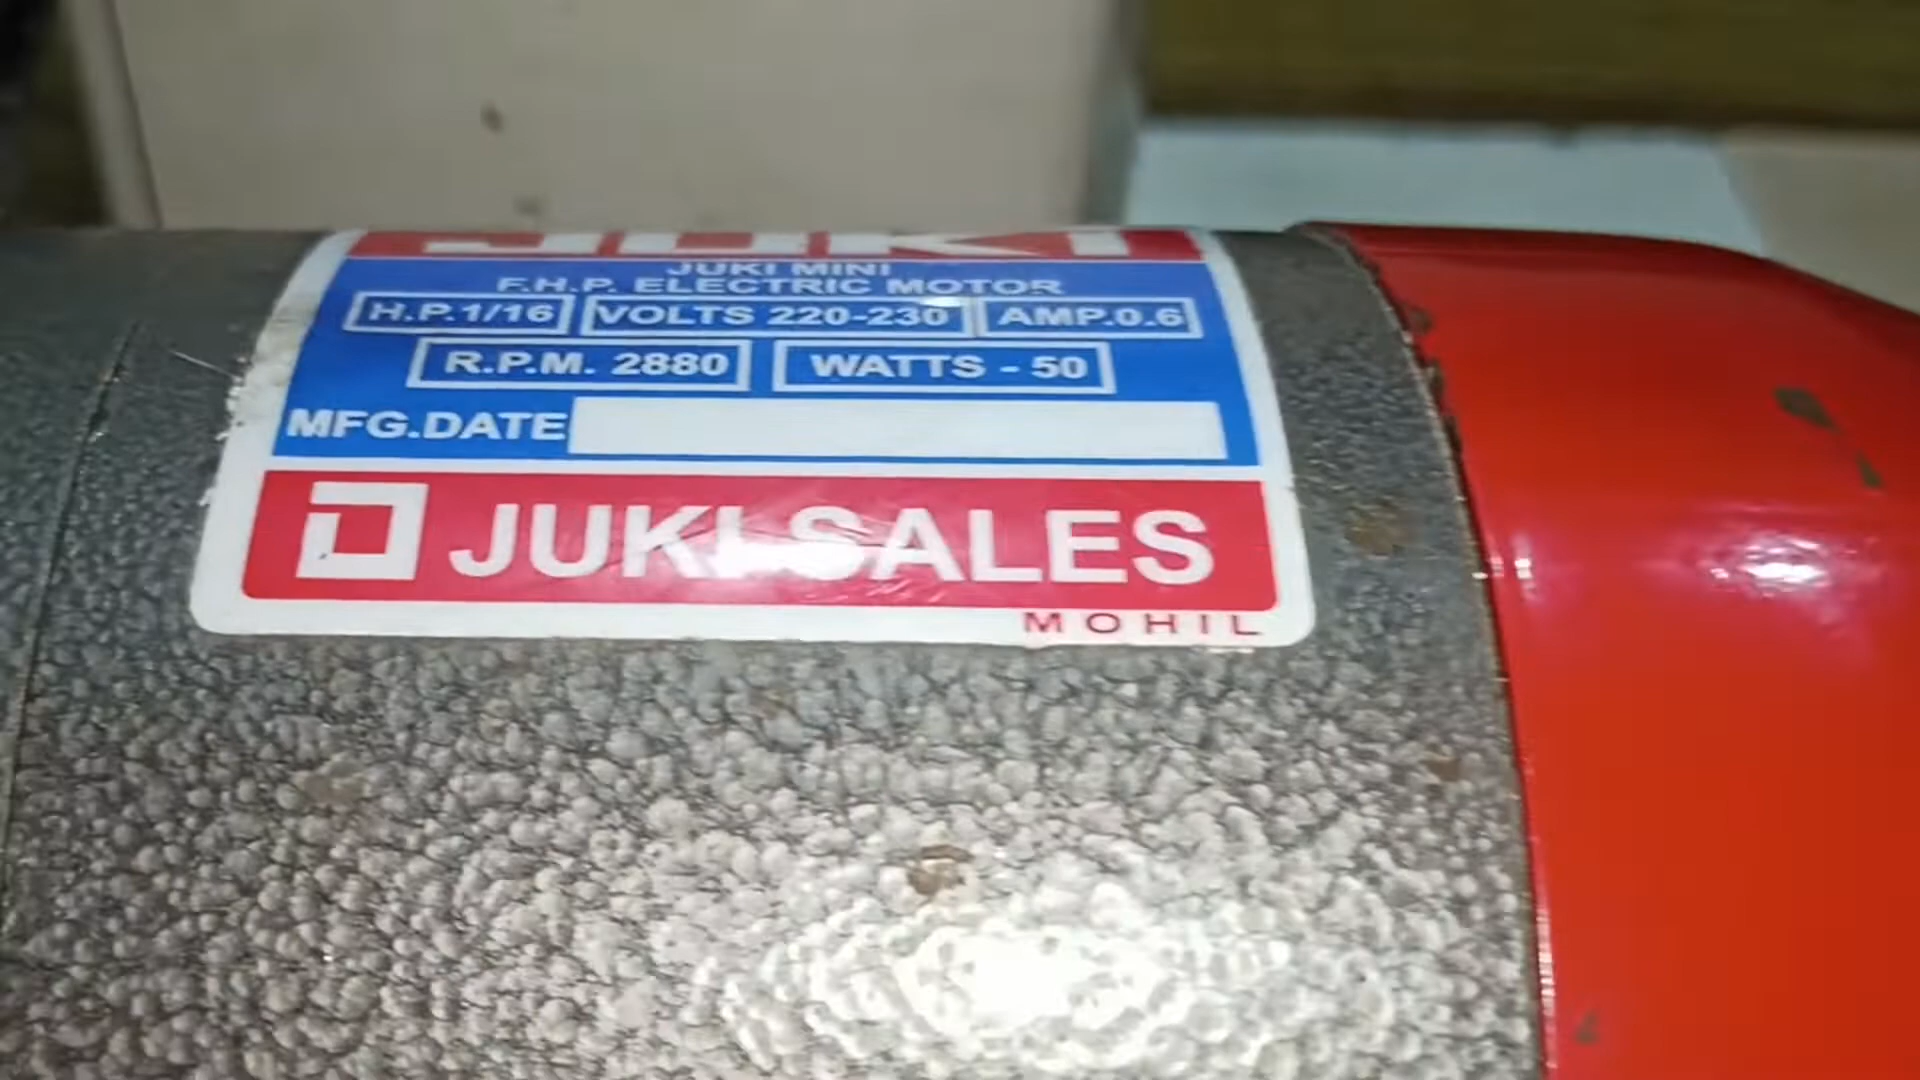 JUKI
JUKI MINI
F.H.P. ELECTRIC MOTOR
H.P.1/16 VOLTS 220-230 AMP.0.6
R.P.M. 2880 WATTS - 50
MFG.DATE
JUKI SALES
MOHIL